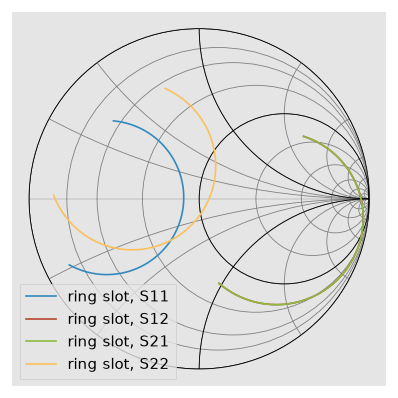 ring slot, S11
ring slot, S12
ring slot, S21
ring slot, S22